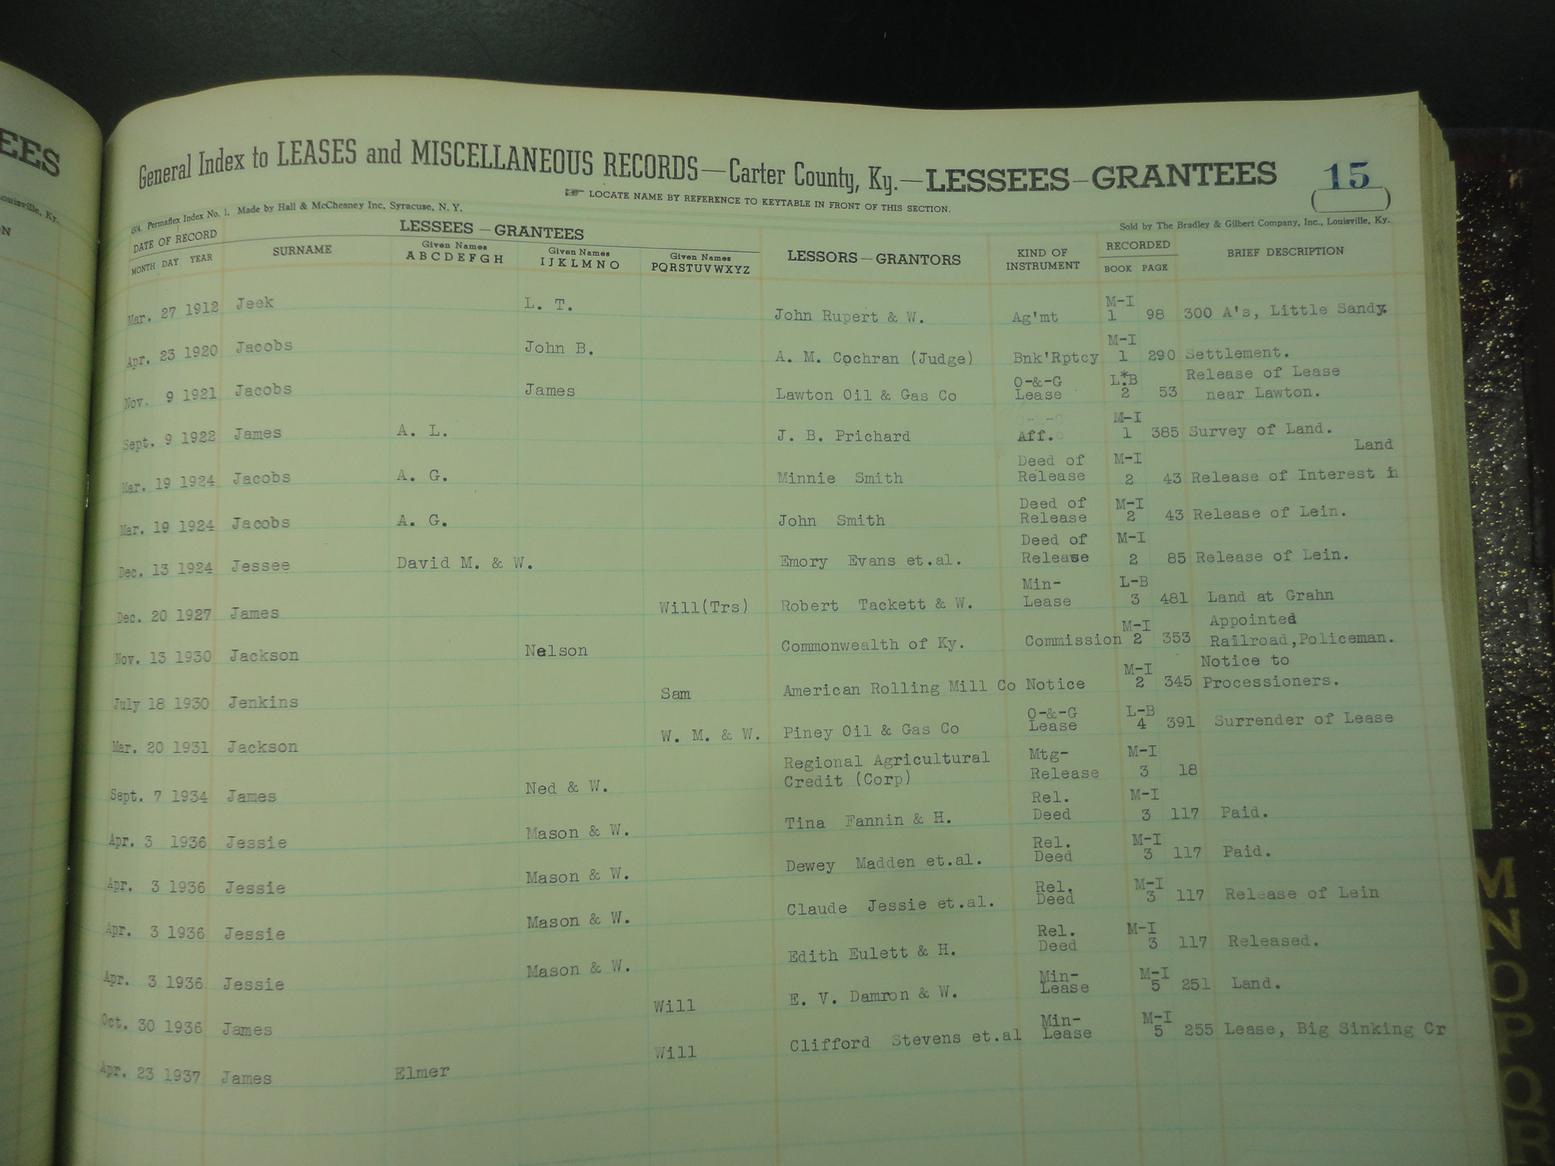 EES
ouisville, Ky.
N
General Index to LEASES and MISCELLANEOUS RECORDS—Carter County, Ky.—LESSEES—GRANTEES 15
LOCATE NAME BY REFERENCE TO KEYTABLE IN FRONT OF THIS SECTION.
Permaflex Index No. 1. Made by Hall & McChesney Inc, Syracuse, N. Y. Sold by The Bradley & Gilbert Company, Inc., Louisville, Ky.
DATE OF RECORD LESSEES — GRANTEES LESSORS—GRANTORS KIND OF INSTRUMENT RECORDED BRIEF DESCRIPTION
MONTH DAY YEAR SURNAME Given Names A B C D E F G H Given Names I J K L M N O Given Names PQRSTUVWXYZ BOOK PAGE
Mar. 27 1912 Jeek L. T. John Rupert & W. Ag'mt M-I 1 98 300 A's, Little Sandy.
Apr. 23 1920 Jacobs John B. A. M. Cochran (Judge) Bnk'Rptcy M-I 1 290 Settlement.
Nov. 9 1921 Jacobs James Lawton Oil & Gas Co O-&-G Lease L*B 2 53 Release of Lease near Lawton.
Sept. 9 1922 James A. L. J. B. Prichard Aff. M-I 1 385 Survey of Land.
Mar. 19 1924 Jacobs A. G. Minnie Smith Deed of Release M-I 2 43 Release of Interest in Land
Mar. 19 1924 Jacobs A. G. John Smith Deed of Release M-I 2 43 Release of Lein.
Dec. 13 1924 Jessee David M. & W. Emory Evans et.al. Deed of Release M-I 2 85 Release of Lein.
Dec. 20 1927 James Will(Trs) Robert Tackett & W. Min-Lease L-B 3 481 Land at Grahn
Nov. 13 1930 Jackson Nelson Commonwealth of Ky. Commission M-I 2 353 Appointed Railroad,Policeman.
July 18 1930 Jenkins Sam American Rolling Mill Co Notice M-I 2 345 Notice to Processioners.
Mar. 20 1931 Jackson W. M. & W. Piney Oil & Gas Co O-&-G Lease L-B 4 391 Surrender of Lease
Sept. 7 1934 James Ned & W. Regional Agricultural Credit (Corp) Mtg-Release M-I 3 18
Apr. 3 1936 Jessie Mason & W. Tina Fannin & H. Rel. Deed M-I 3 117 Paid.
Apr. 3 1936 Jessie Mason & W. Dewey Madden et.al. Rel. Deed M-I 3 117 Paid.
Apr. 3 1936 Jessie Mason & W. Claude Jessie et.al. Rel. Deed M-I 3 117 Release of Lein
Apr. 3 1936 Jessie Mason & W. Edith Eulett & H. Rel. Deed M-I 3 117 Released.
Oct. 30 1936 James Will E. V. Damron & W. Min-Lease M-I 5 251 Land.
Apr. 23 1937 James Elmer Will Clifford Stevens et.al Min-Lease M-I 5 255 Lease, Big Sinking Cr
M
N
O
P
Q
R